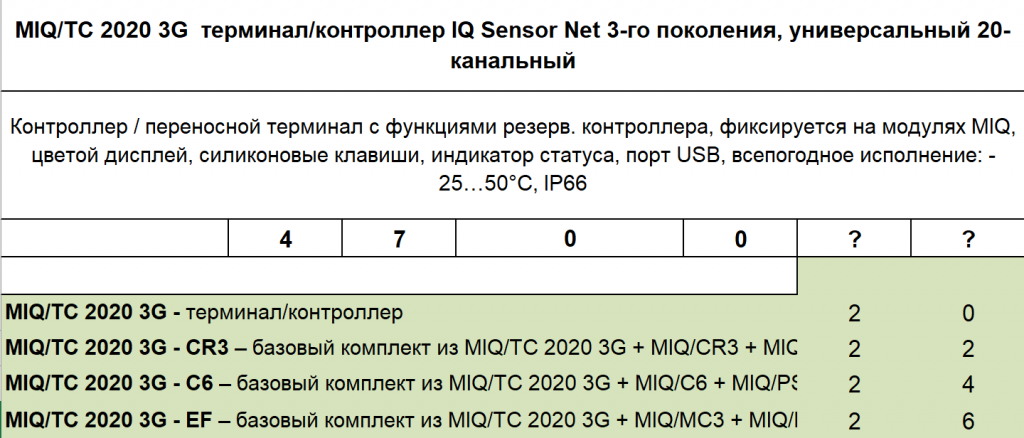 MIQ/TC 2020 3G терминал/контроллер IQ Sensor Net 3-го поколения, универсальный 20-
канальный
Контроллер / переносной терминал с функциями резерв. контроллера, фиксируется на модулях MIQ,
цветой дисплей, силиконовые клавиши, индикатор статуса, порт USB, всепогодное исполнение: -
25…50°C, IP66
4 7 0 0 ? ?
MIQ/TC 2020 3G - терминал/контроллер 2 0
MIQ/TC 2020 3G - CR3 – базовый комплект из MIQ/TC 2020 3G + MIQ/CR3 + MIQ 2 2
MIQ/TC 2020 3G - C6 – базовый комплект из MIQ/TC 2020 3G + MIQ/C6 + MIQ/PS 2 4
MIQ/TC 2020 3G - EF – базовый комплект из MIQ/TC 2020 3G + MIQ/MC3 + MIQ/ 2 6